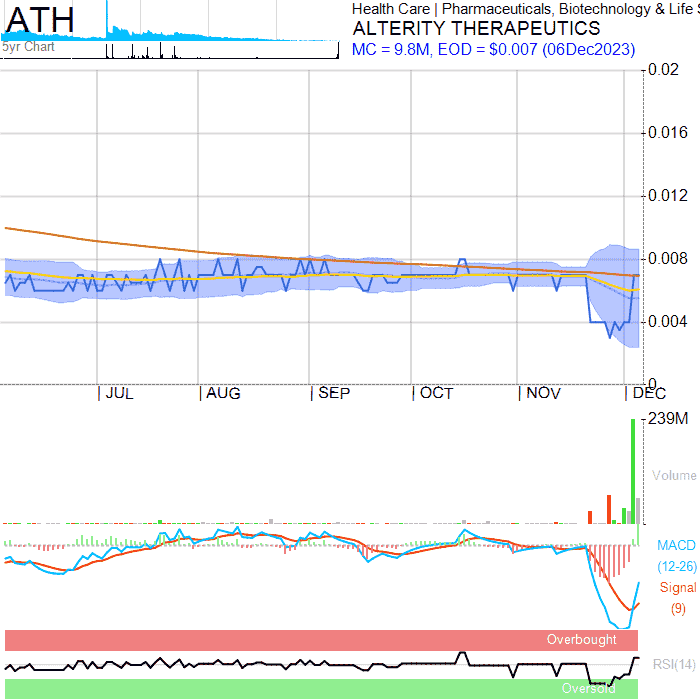 ATH
5yr Chart
Health Care | Pharmaceuticals, Biotechnology & Life S
ALTERITY THERAPEUTICS
MC = 9.8M, EOD = $0.007 (06Dec2023)
0.02
0.016
0.012
0.008
0.004
0
JUL AUG SEP OCT NOV DEC
239M
Volume
MACD
(12-26)
Signal
(9)
Overbought
RSI(14)
Oversold